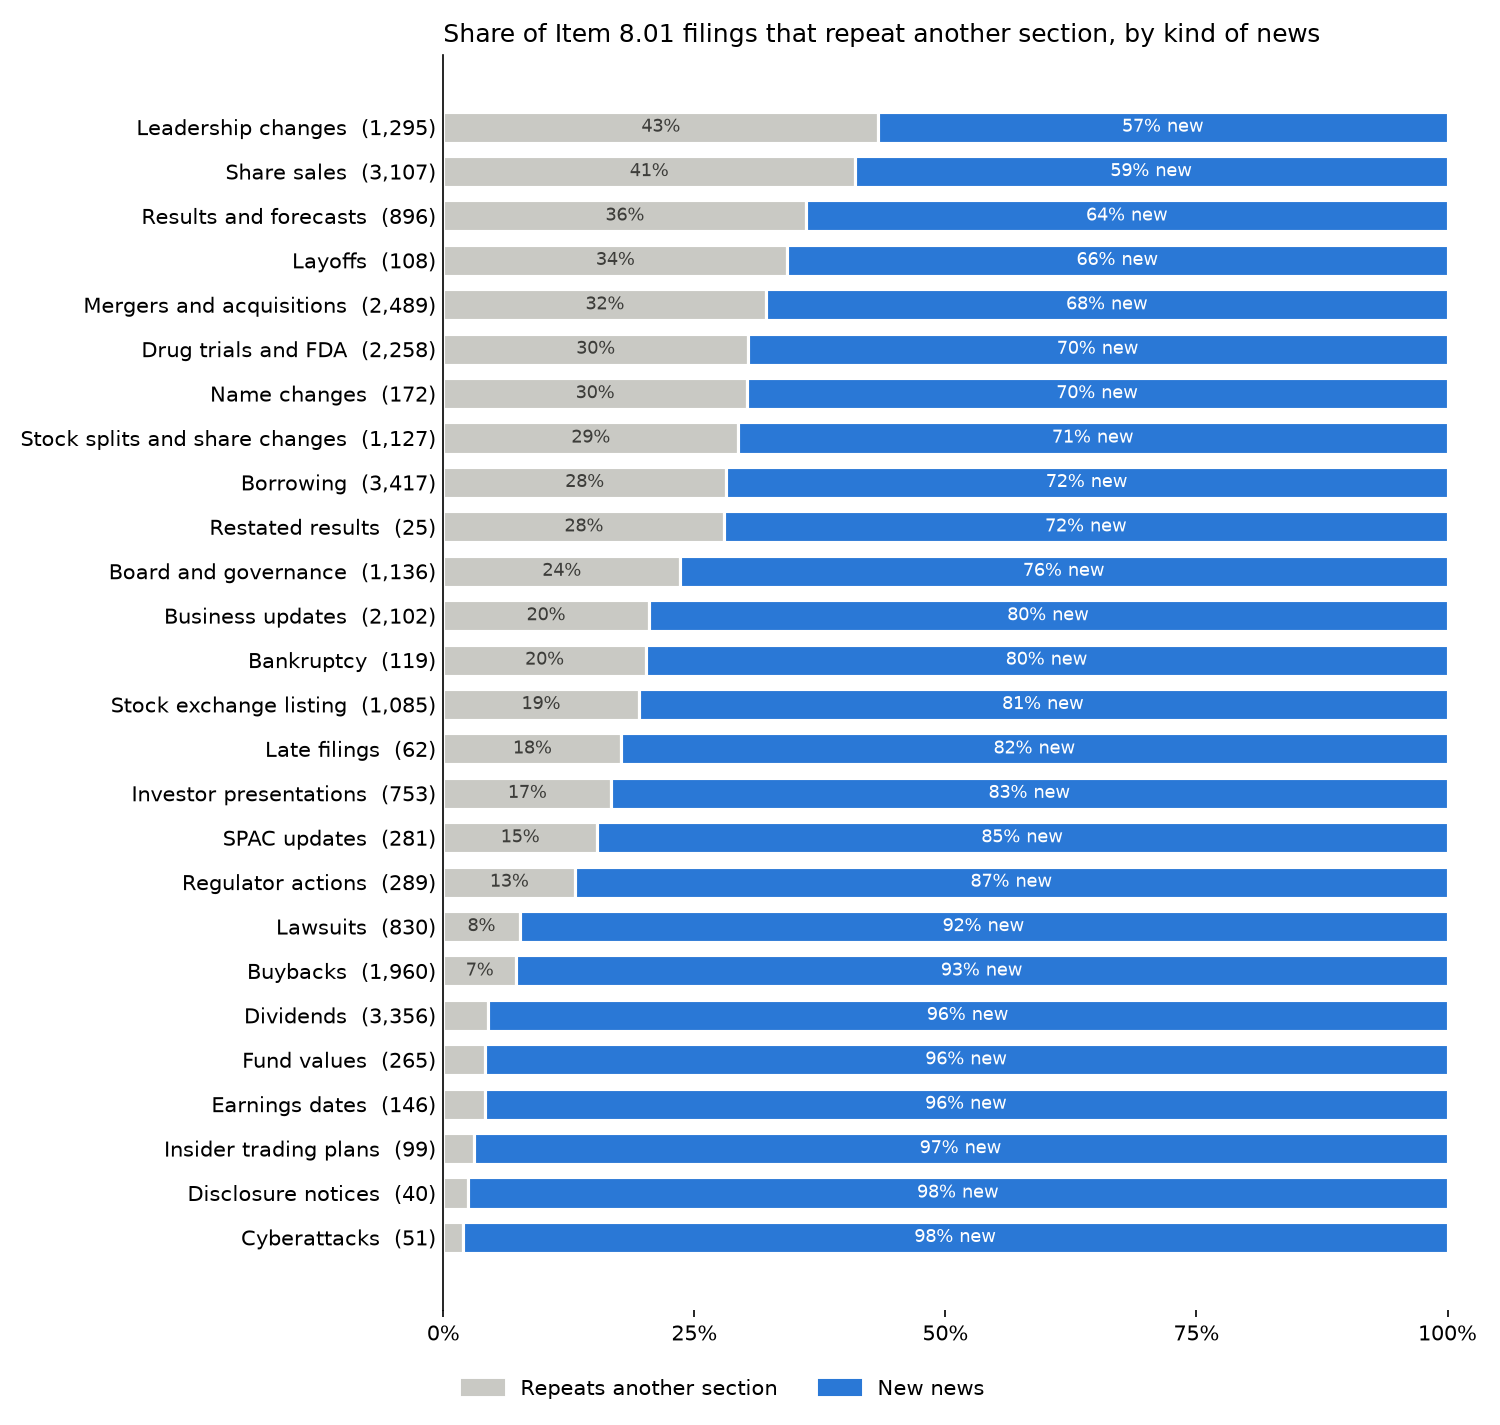 Share of Item 8.01 filings that repeat another section, by kind of news
Leadership changes (1,295) 43% 57% new
Share sales (3,107) 41% 59% new
Results and forecasts (896) 36% 64% new
Layoffs (108) 34% 66% new
Mergers and acquisitions (2,489) 32% 68% new
Drug trials and FDA (2,258) 30% 70% new
Name changes (172) 30% 70% new
Stock splits and share changes (1,127) 29% 71% new
Borrowing (3,417) 28% 72% new
Restated results (25) 28% 72% new
Board and governance (1,136) 24% 76% new
Business updates (2,102) 20% 80% new
Bankruptcy (119) 20% 80% new
Stock exchange listing (1,085) 19% 81% new
Late filings (62) 18% 82% new
Investor presentations (753) 17% 83% new
SPAC updates (281) 15% 85% new
Regulator actions (289) 13% 87% new
Lawsuits (830) 8% 92% new
Buybacks (1,960) 7% 93% new
Dividends (3,356) 96% new
Fund values (265) 96% new
Earnings dates (146) 96% new
Insider trading plans (99) 97% new
Disclosure notices (40) 98% new
Cyberattacks (51) 98% new
0% 25% 50% 75% 100%
Repeats another section New news